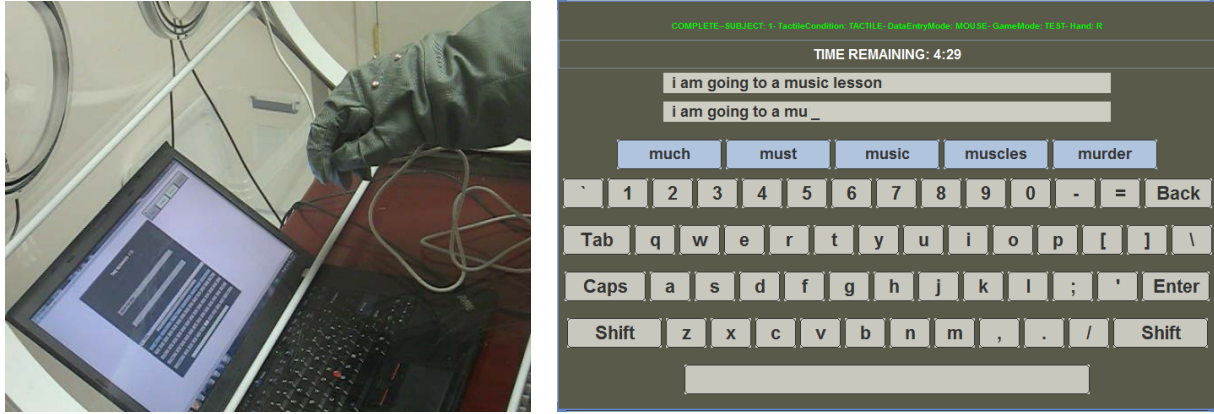 COMPLETE--SUBJECT: 1- TactileCondition: TACTILE- DataEntryMode: MOUSE- GameMode: TEST- Hand: R
TIME REMAINING: 4:29
i am going to a music lesson
i am going to a mu _
much must music muscles murder
` 1 2 3 4 5 6 7 8 9 0 - = Back
Tab q w e r t y u i o p [ ] \
Caps a s d f g h j k l ; ' Enter
Shift z x c v b n m , . / Shift